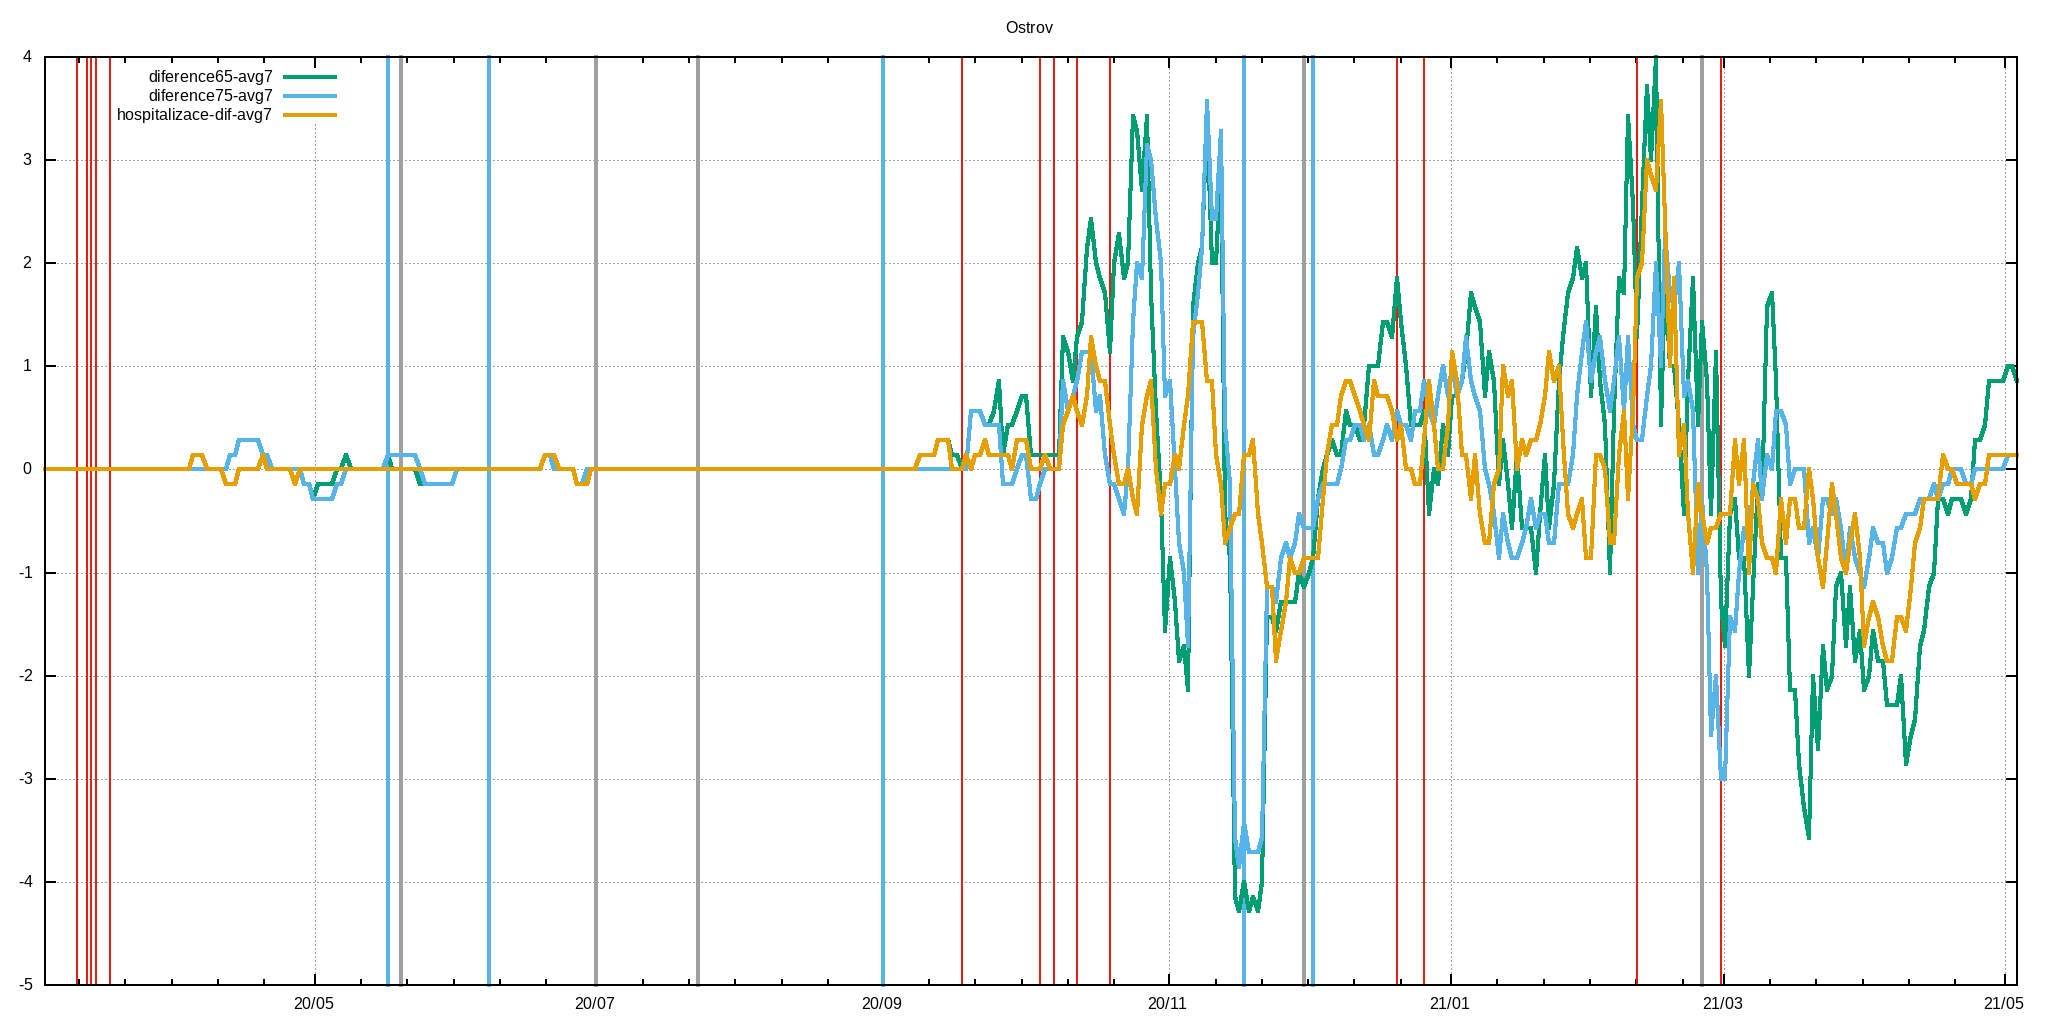 Ostrov
4
diference65-avg7
diference75-avg7
hospitalizace-dif-avg7
3
2
1
0
-1
-2
-3
-4
-5
20/05 20/07 20/09 20/11 21/01 21/03 21/05